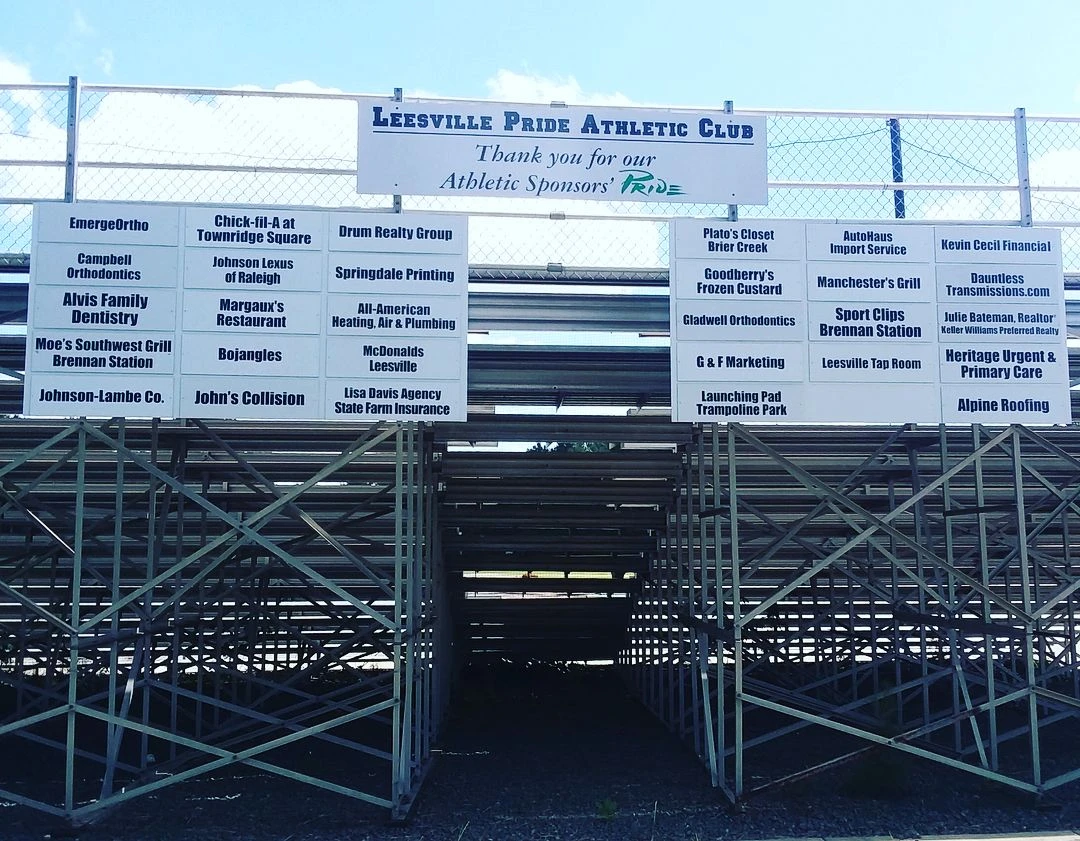 LEESVILLE PRIDE ATHLETIC CLUB
Thank you for our
Athletic Sponsors' PRIDE
EmergeOrtho
Chick-fil-A at
Townridge Square
Drum Realty Group
Campbell
Orthodontics
Johnson Lexus
of Raleigh
Springdale Printing
Alvis Family
Dentistry
Margaux's
Restaurant
All-American
Heating, Air & Plumbing
Moe's Southwest Grill
Brennan Station
Bojangles
McDonalds
Leesville
Johnson-Lambe Co.
John's Collision
Lisa Davis Agency
State Farm Insurance
Plato's Closet
Brier Creek
AutoHaus
Import Service
Kevin Cecil Financial
Goodberry's
Frozen Custard
Manchester's Grill
Dauntless
Transmissions.com
Gladwell Orthodontics
Sport Clips
Brennan Station
Julie Bateman, Realtor®
Keller Williams Preferred Realty
G & F Marketing
Leesville Tap Room
Heritage Urgent &
Primary Care
Launching Pad
Trampoline Park
Alpine Roofing